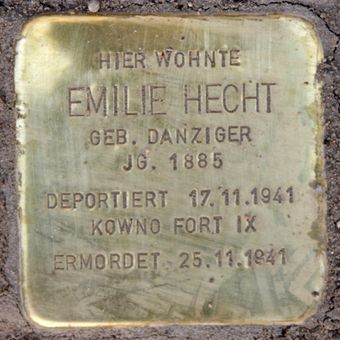 HIER WOHNTE
EMILIE HECHT
GEB. DANZIGER
JG. 1885
DEPORTIERT 17.11.1941
KOWNO FORT IX
ERMORDET 25.11.1941